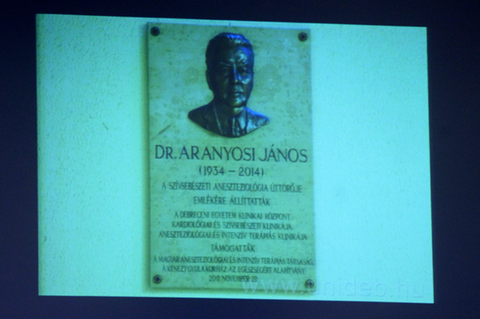 DR. ARANYOSI JÁNOS
(1934 – 2014)
A SZÍVSEBÉSZETI ANESZTEZIOLÓGIA ÚTTÖRŐJE
EMLÉKÉRE ÁLLÍTTATTÁK
A DEBRECENI EGYETEM KLINIKAI KÖZPONT
KARDIOLÓGIAI ÉS SZÍVSEBÉSZETI KLINIKÁJA
ANESZTEZIOLÓGIAI ÉS INTENZÍV TERÁPIÁS KLINIKÁJA
TÁMOGATTÁK
A MAGYAR ANESZTEZIOLÓGIAI ÉS INTENZÍV TERÁPIÁS TÁRSASÁG
A KENÉZY GYULA KÓRHÁZ AZ EGÉSZSÉGÉRT ALAPÍTVÁNY
NOVEMBER